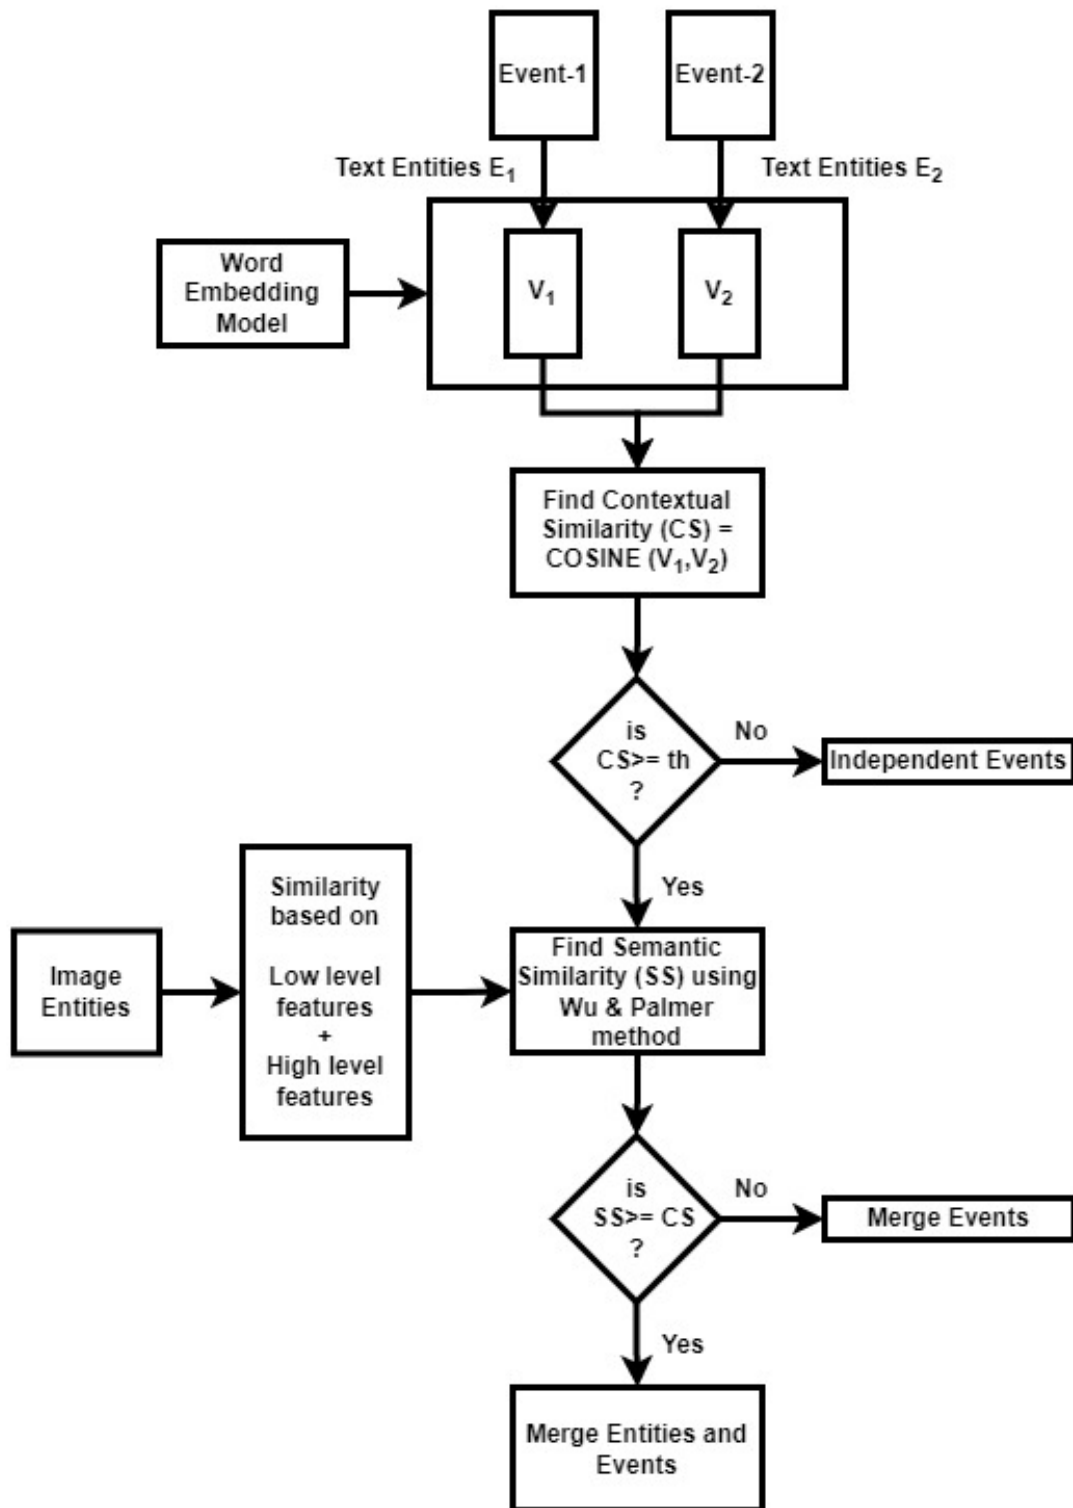 Event-1
Event-2
Text Entities E₁
Text Entities E₂
Word
Embedding
Model
V₁
V₂
Find Contextual
Similarity (CS) =
COSINE (V₁,V₂)
is
CS>= th
?
No
Independent Events
Yes
Image
Entities
Similarity
based on
Low level
features
+
High level
features
Find Semantic
Similarity (SS) using
Wu & Palmer
method
is
SS>= CS
?
No
Merge Events
Yes
Merge Entities and
Events